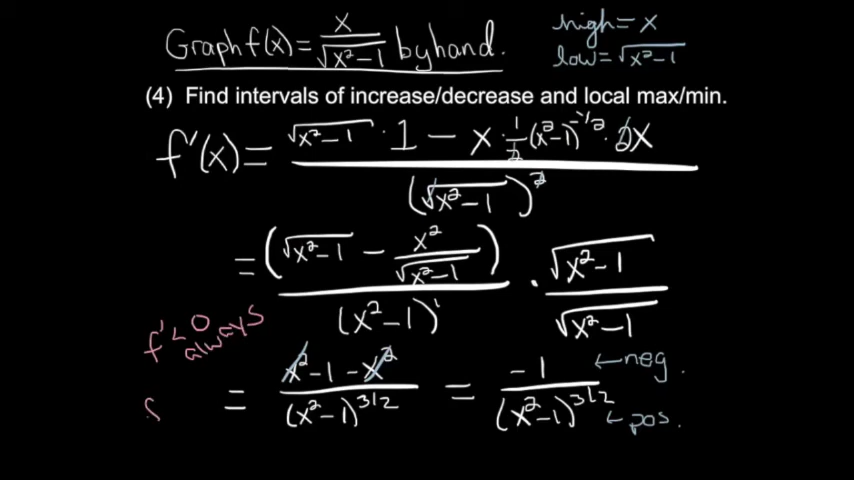 Graph f(x) = x/√(x²-1) by hand.
high = x
low = √(x²-1)
(4) Find intervals of increase/decrease and local max/min.
f'(x) = (√(x²-1) · 1 - x · 1/2 (x²-1)^(-1/2) · 2x) / (√(x²-1))²
= (√(x²-1) - x²/√(x²-1)) / (x²-1)¹ · √(x²-1)/√(x²-1)
f' < 0 always
= (x² - 1 - x²) / (x²-1)^(3/2) = -1 / (x²-1)^(3/2)
← neg.
← pos.